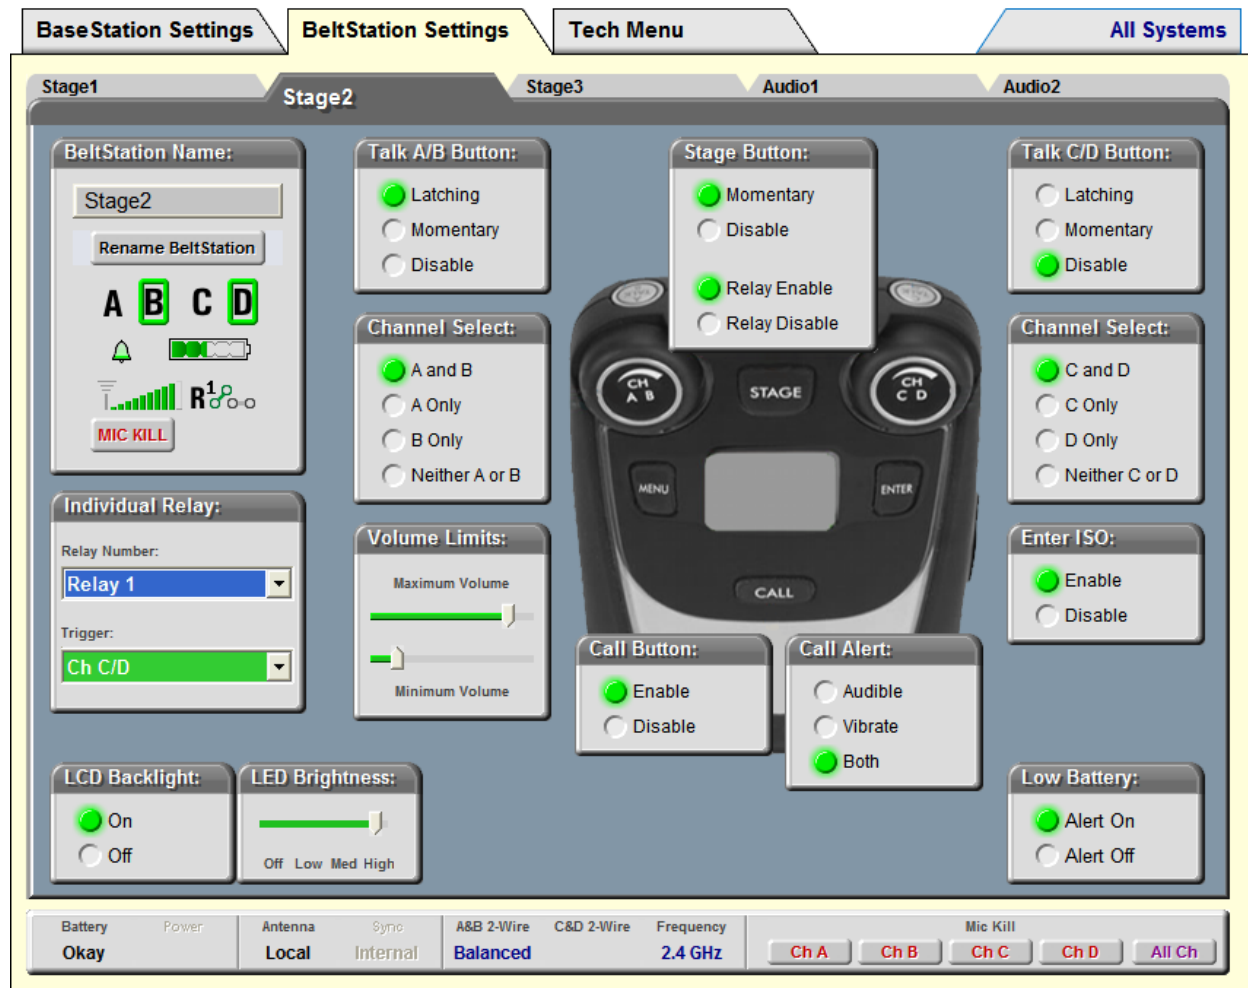 BaseStation Settings
BeltStation Settings
Tech Menu
All Systems
Stage1
Stage2
Stage3
Audio1
Audio2
BeltStation Name:
Stage2
Rename BeltStation
A B C D
R1
MIC KILL
Individual Relay:
Relay Number:
Relay 1
Trigger:
Ch C/D
Talk A/B Button:
Latching
Momentary
Disable
Channel Select:
A and B
A Only
B Only
Neither A or B
Volume Limits:
Maximum Volume
Minimum Volume
Stage Button:
Momentary
Disable
Relay Enable
Relay Disable
CH
A B
STAGE
CH
C D
MENU
ENTER
CALL
Talk C/D Button:
Latching
Momentary
Disable
Channel Select:
C and D
C Only
D Only
Neither C or D
Enter ISO:
Enable
Disable
Call Button:
Enable
Disable
Call Alert:
Audible
Vibrate
Both
LCD Backlight:
On
Off
LED Brightness:
Off Low Med High
Low Battery:
Alert On
Alert Off
Battery
Okay
Power
Antenna
Local
Sync
Internal
A&B 2-Wire
Balanced
C&D 2-Wire
Frequency
2.4 GHz
Mic Kill
Ch A
Ch B
Ch C
Ch D
All Ch